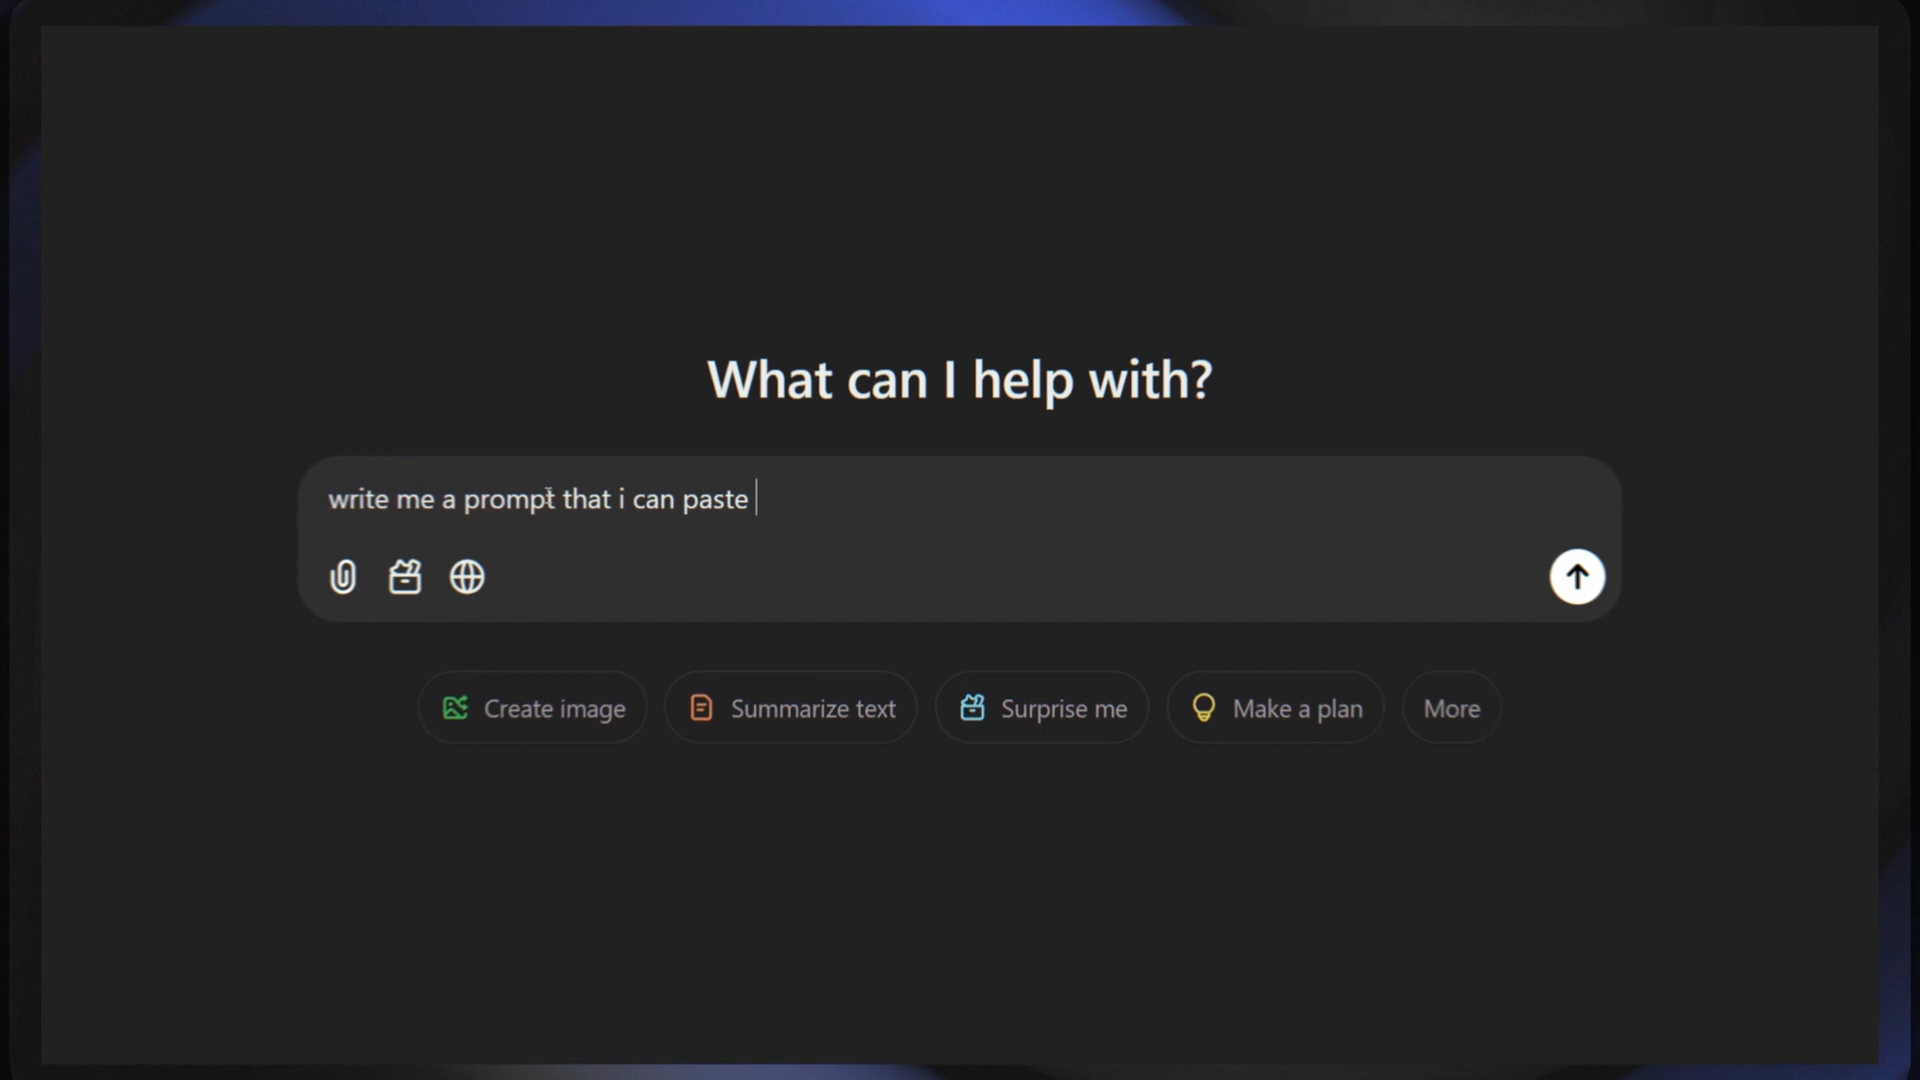 What can I help with?
write me a prompt that i can paste
Create image
Summarize text
Surprise me
Make a plan
More